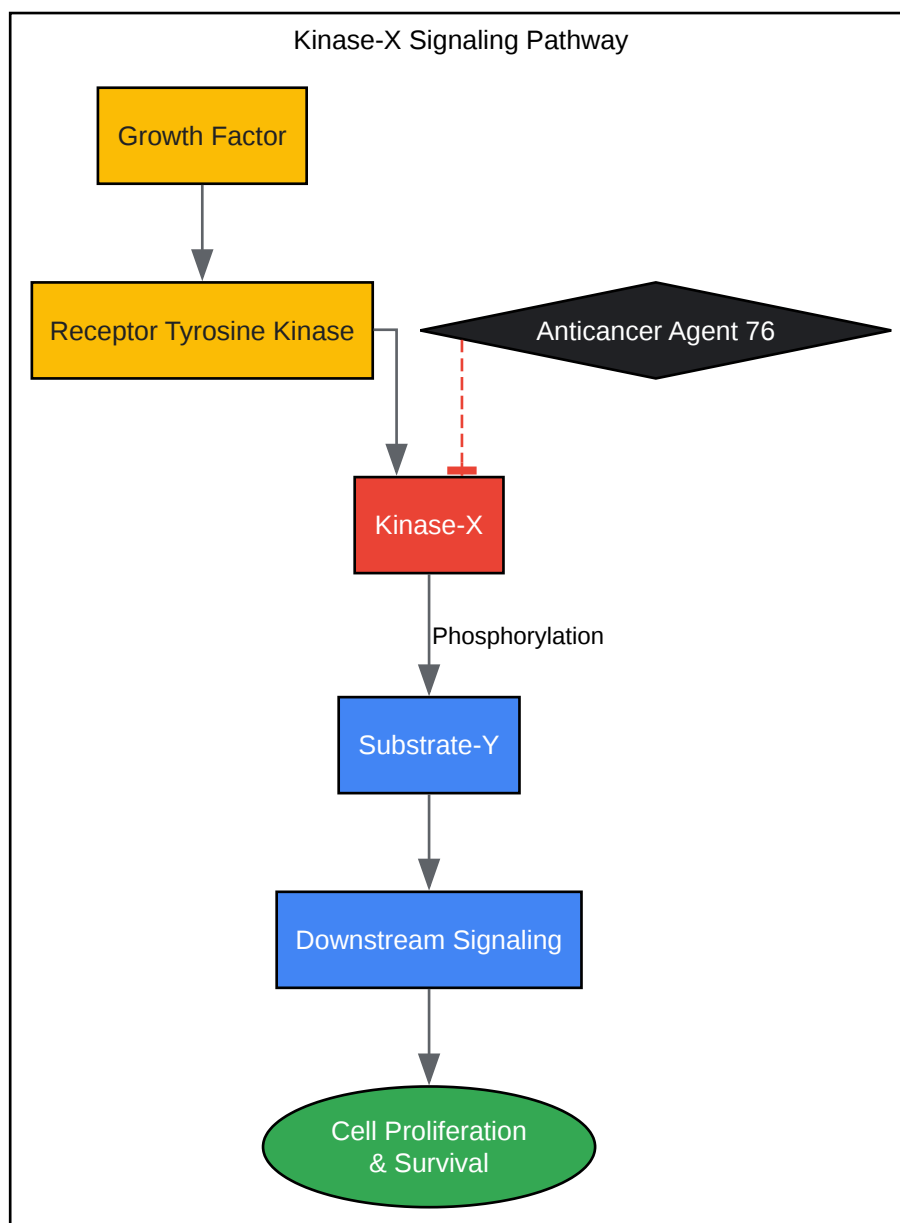 Kinase-X Signaling Pathway
Growth Factor
Receptor Tyrosine Kinase
Anticancer Agent 76
Kinase-X
Phosphorylation
Substrate-Y
Downstream Signaling
Cell Proliferation
& Survival